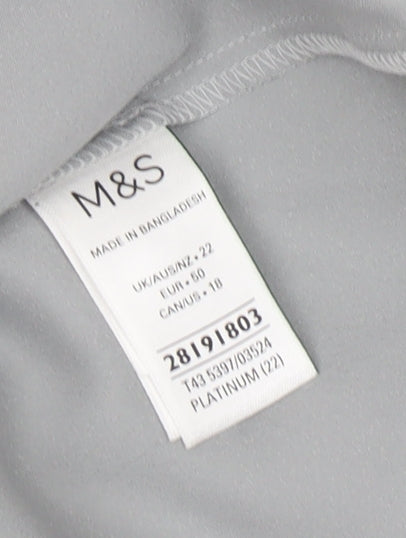 M&S
MADE IN BANGLADESH
UK/AUS/NZ • 22
EUR • 50
CAN/US • 18
28191803
T43 5397/03524
PLATINUM (22)